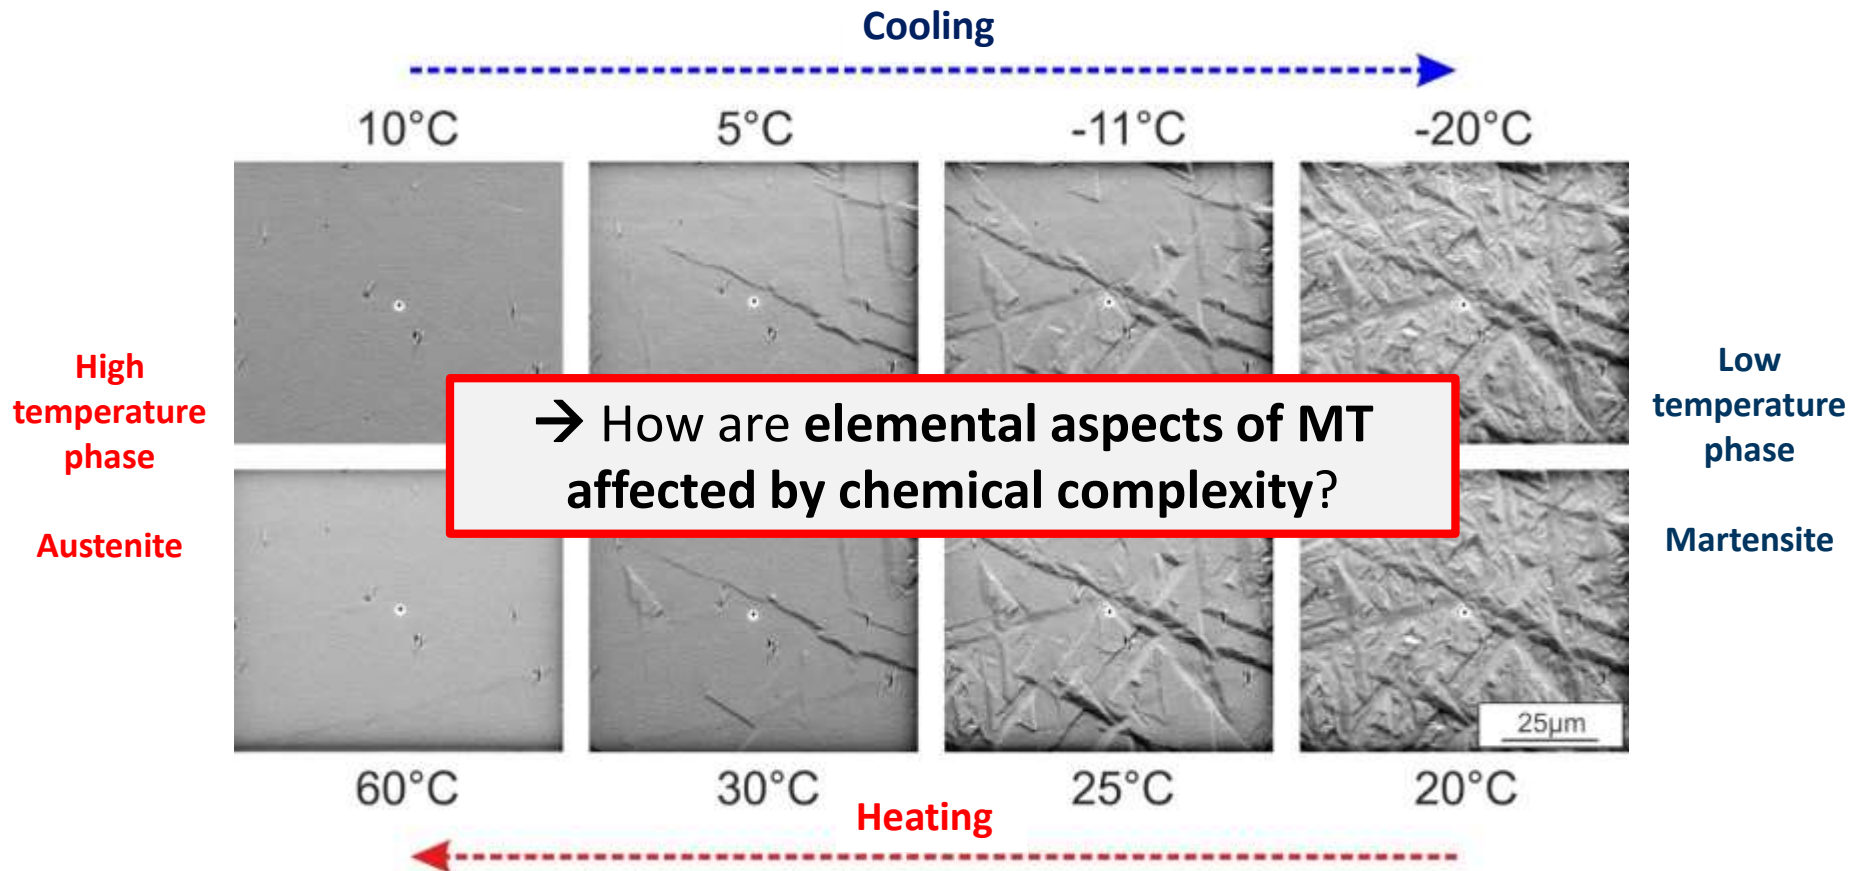 Cooling
10°C
5°C
-11°C
-20°C
High
temperature
phase
Austenite
→ How are elemental aspects of MT
affected by chemical complexity?
Low
temperature
phase
Martensite
25µm
60°C
30°C
25°C
20°C
Heating